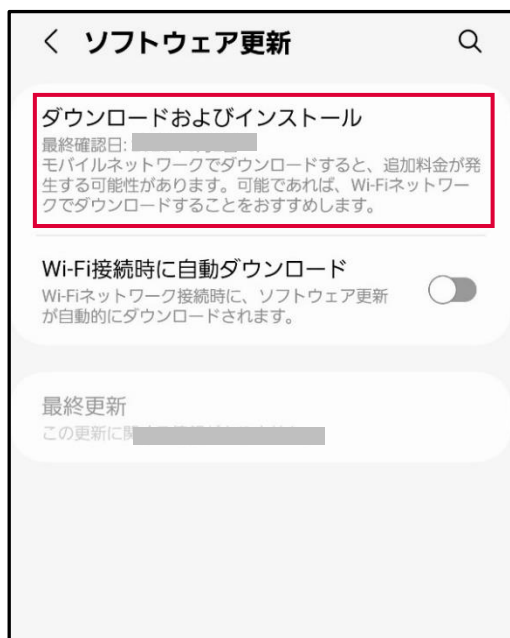 ソフトウェア更新
ダウンロードおよびインストール
最終確認日:
モバイルネットワークでダウンロードすると、追加料金が発
生する可能性があります。可能であれば、Wi-Fiネットワー
クでダウンロードすることをおすすめします。
Wi-Fi接続時に自動ダウンロード
Wi-Fiネットワーク接続時に、ソフトウェア更新
が自動的にダウンロードされます。
最終更新
この更新に